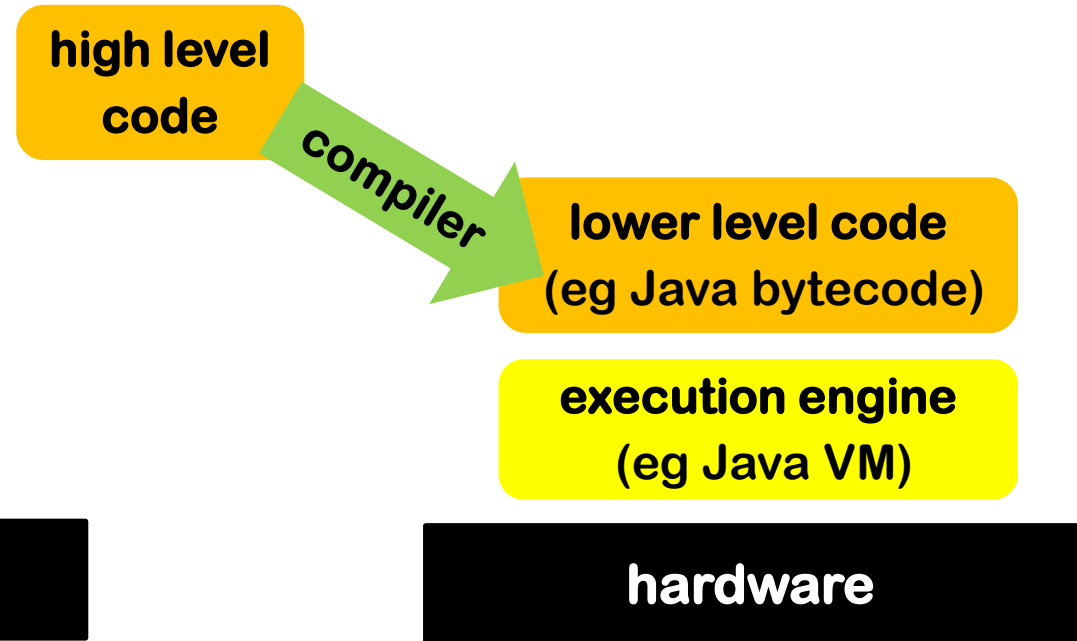 high level
code
compiler
lower level code
(eg Java bytecode)
execution engine
(eg Java VM)
hardware